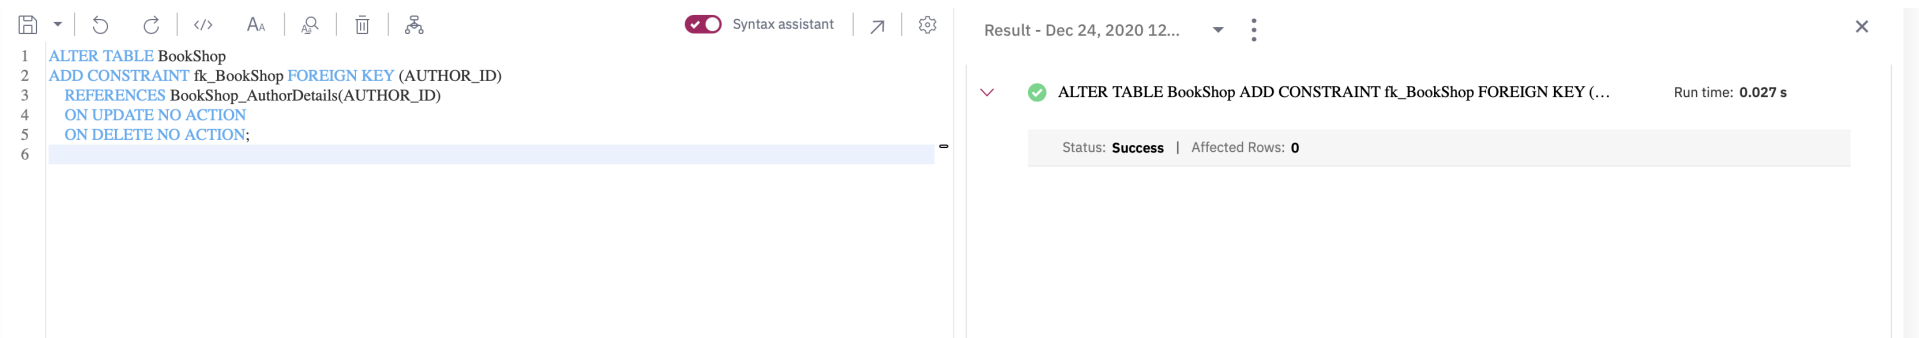 </> AA Syntax assistant
1 ALTER TABLE BookShop
2 ADD CONSTRAINT fk_BookShop FOREIGN KEY (AUTHOR_ID)
3 REFERENCES BookShop_AuthorDetails(AUTHOR_ID)
4 ON UPDATE NO ACTION
5 ON DELETE NO ACTION;
6
Result - Dec 24, 2020 12...
ALTER TABLE BookShop ADD CONSTRAINT fk_BookShop FOREIGN KEY (... Run time: 0.027 s
Status: Success | Affected Rows: 0